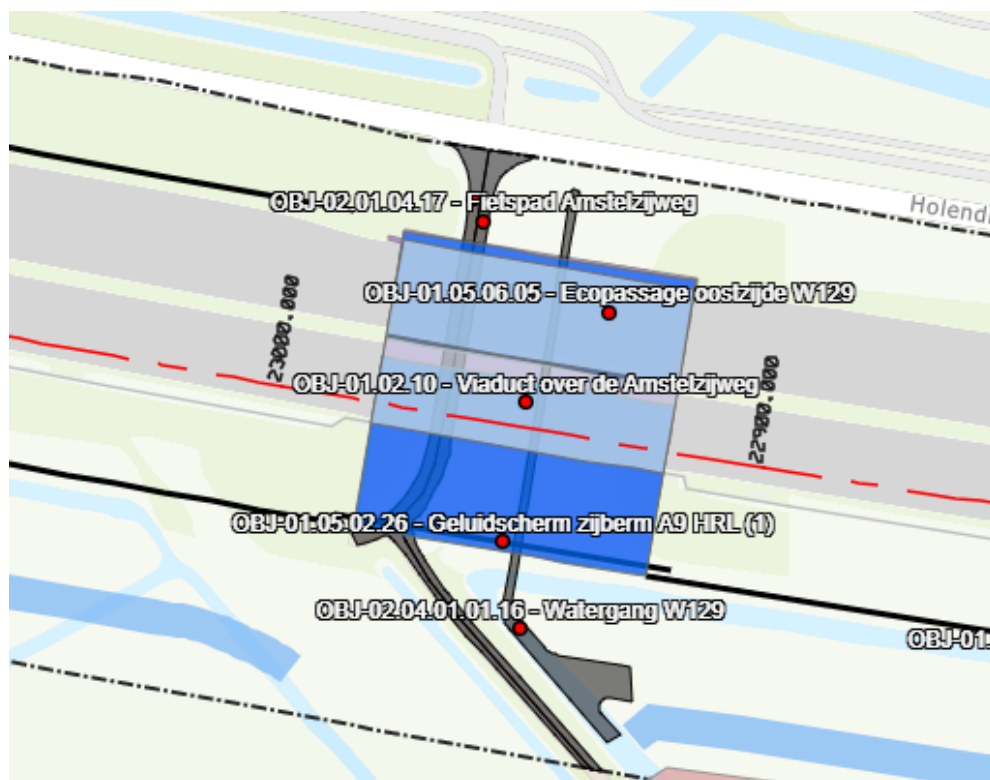 Holendr
OBJ-02.01.04.17 - Fietspad Amstelzijweg
OBJ-01.05.06.05 - Ecopassage oostzijde W129
23000.000
OBJ-01.02.10 - Viaduct over de Amstelzijweg
22900.000
OBJ-01.05.02.26 - Geluidscherm zijberm A9 HRL (1)
OBJ-02.04.01.01.16 - Watergang W129
OBJ-01.